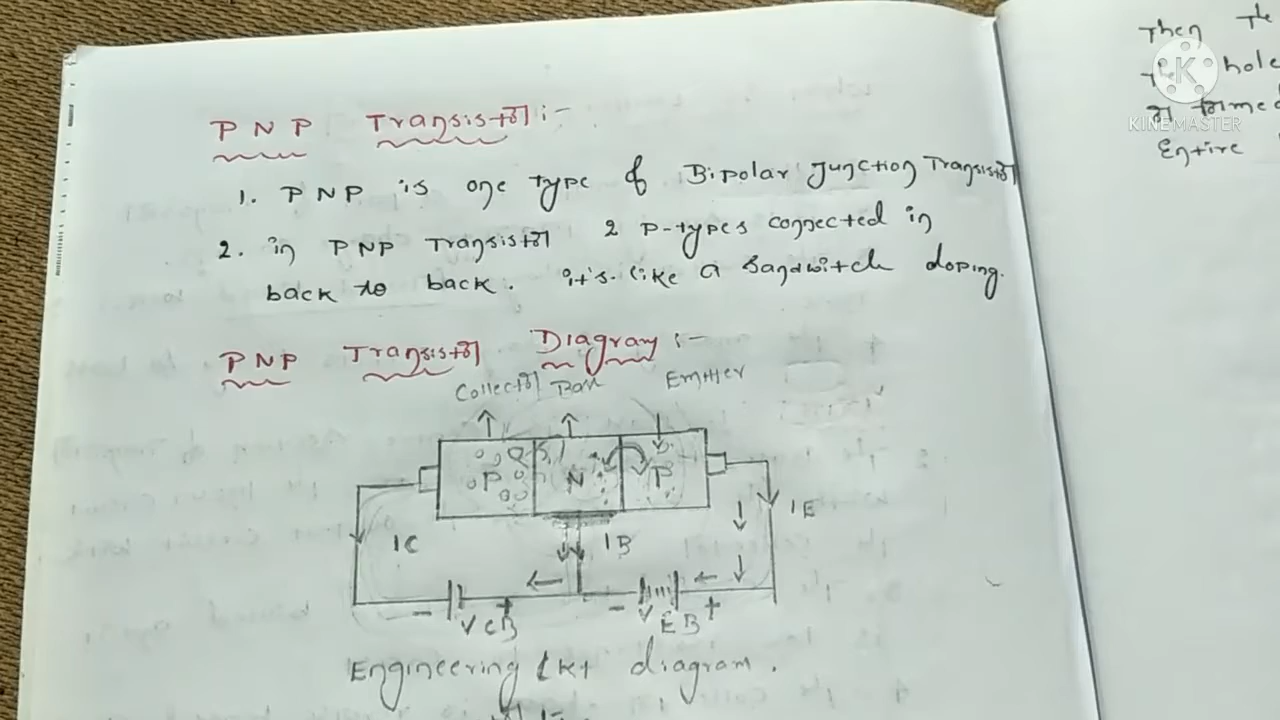 PNP Transistor :-
1. PNP is one type of Bipolar Junction Transistor
2. in PNP Transistor 2 P-types connected in
back to back. it's like a sandwitch doping.
PNP Transistor Diagram :-
Collector Base Emitter
P N P
IC IB IE
- + - +
VCB VEB
Engineering ckt diagram.
Then the
hole
formed
Entire
KINEMASTER